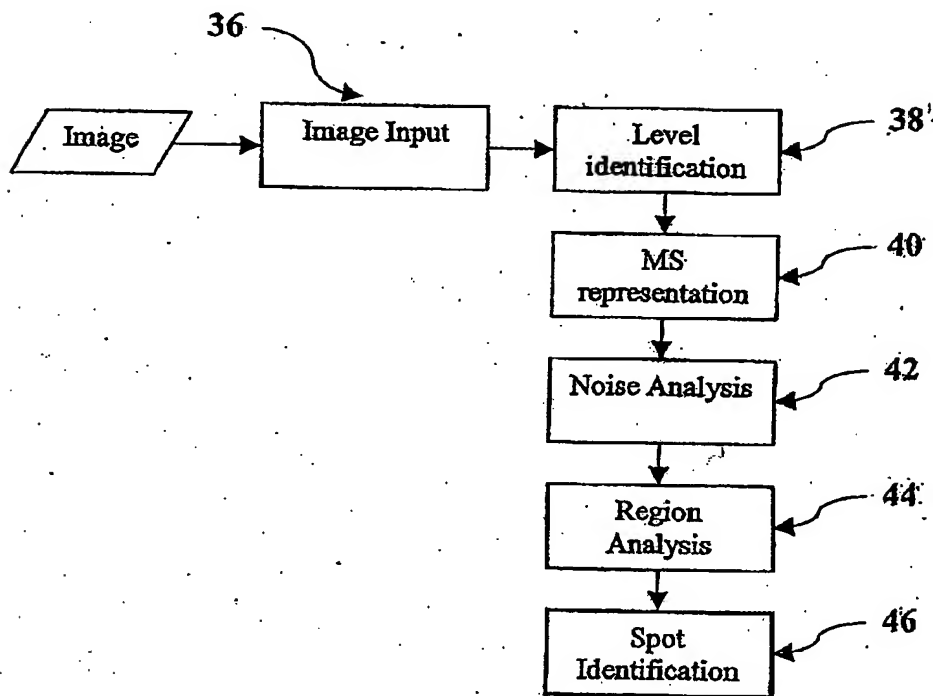 36
Image
Image Input
Level
identification
38
MS
representation
40
Noise Analysis
42
Region
Analysis
44
Spot
Identification
46